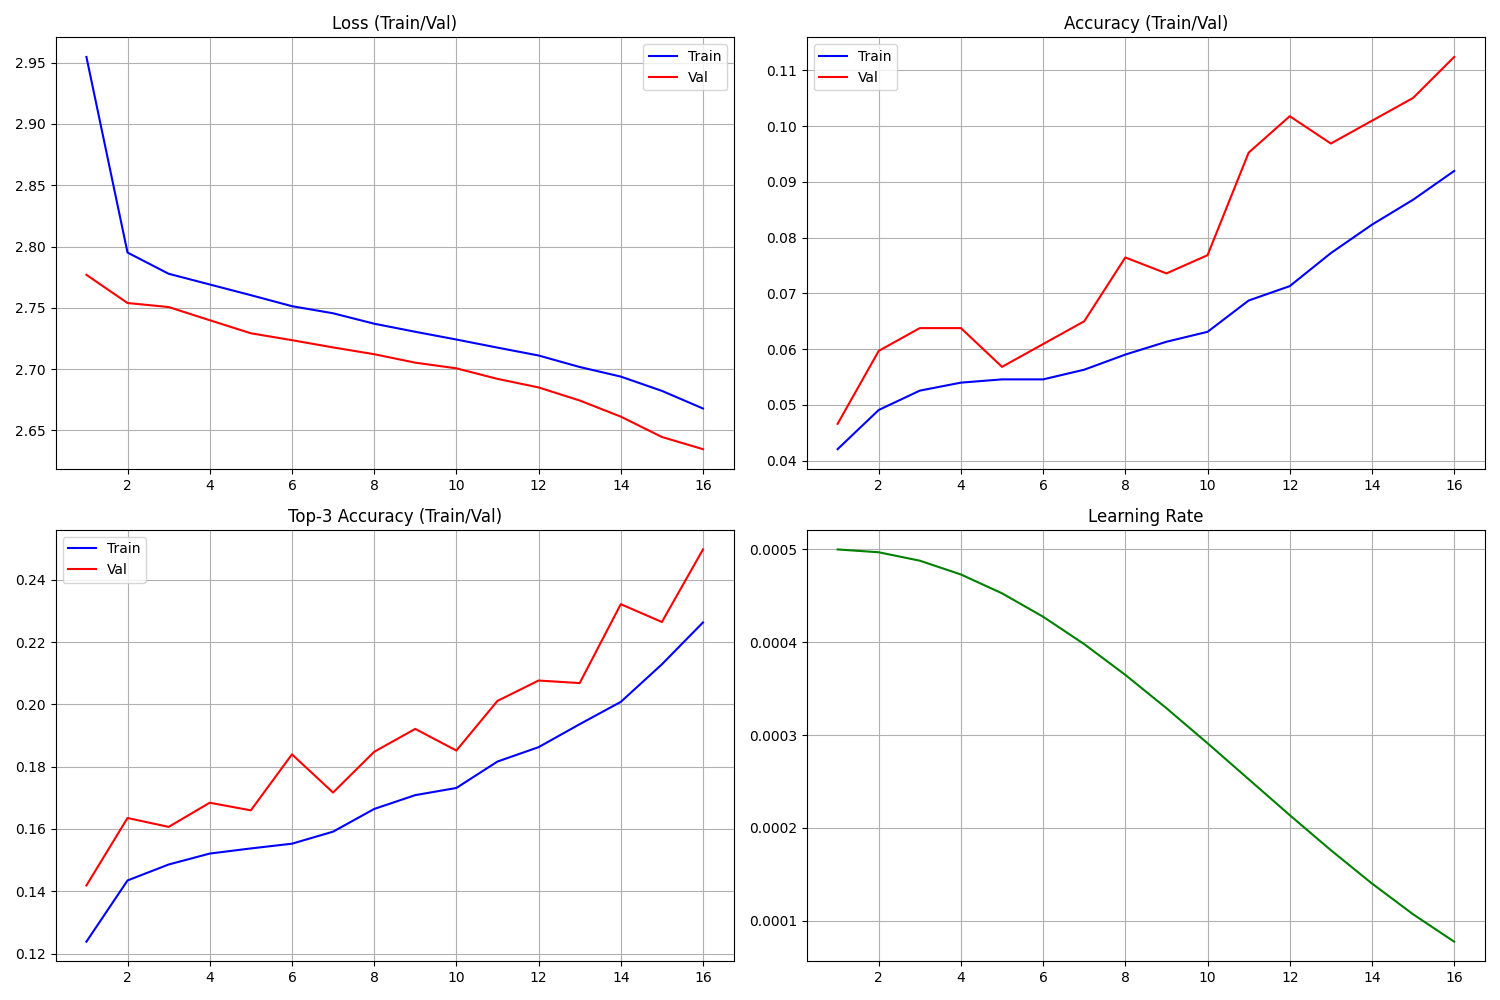 Loss (Train/Val)
Train
Val
2.95
2.90
2.85
2.80
2.75
2.70
2.65
2 4 6 8 10 12 14 16
Accuracy (Train/Val)
Train
Val
0.11
0.10
0.09
0.08
0.07
0.06
0.05
0.04
2 4 6 8 10 12 14 16
Top-3 Accuracy (Train/Val)
Train
Val
0.24
0.22
0.20
0.18
0.16
0.14
0.12
2 4 6 8 10 12 14 16
Learning Rate
0.0005
0.0004
0.0003
0.0002
0.0001
2 4 6 8 10 12 14 16